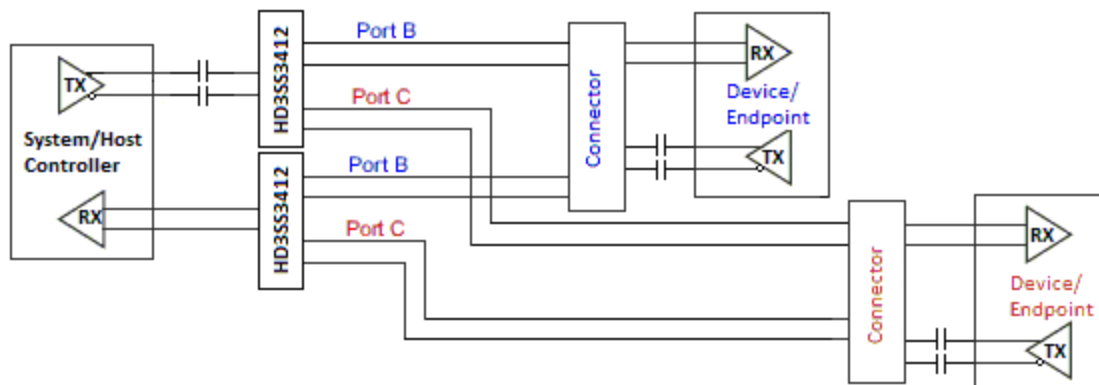 TX
System/Host
Controller
RX
HD3SS3412
HD3SS3412
Port B
Port C
Port B
Port C
Connector
RX
Device/
Endpoint
TX
Connector
RX
Device/
Endpoint
TX